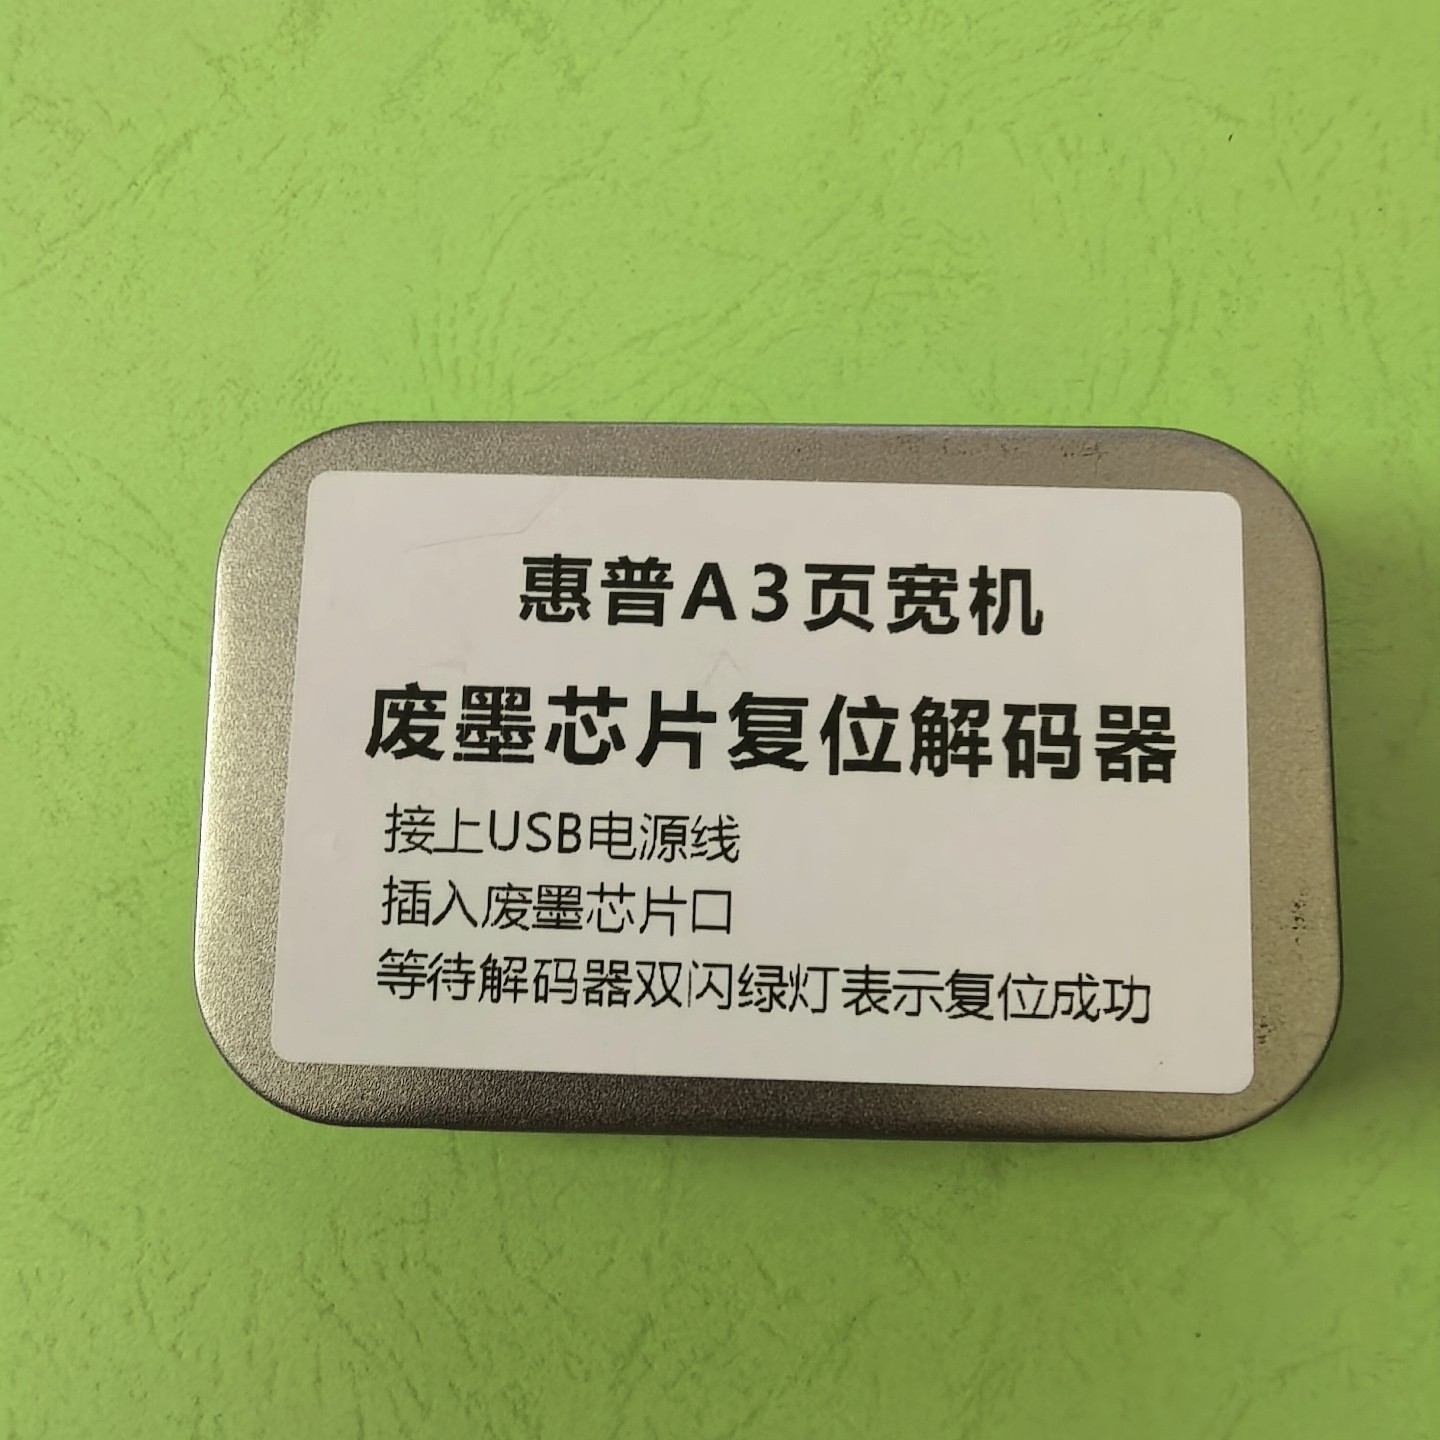 惠普A3页宽机
废墨芯片复位解码器
接上USB电源线
插入废墨芯片口
等待解码器双闪绿灯表示复位成功